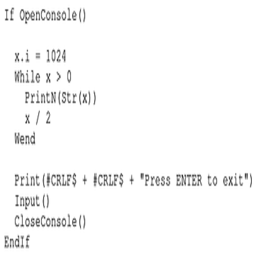 If OpenConsole()
x.i = 1024
While x > 0
PrintN(Str(x))
x / 2
Wend
Print(#CRLF$ + #CRLF$ + "Press ENTER to exit")
Input()
CloseConsole()
EndIf